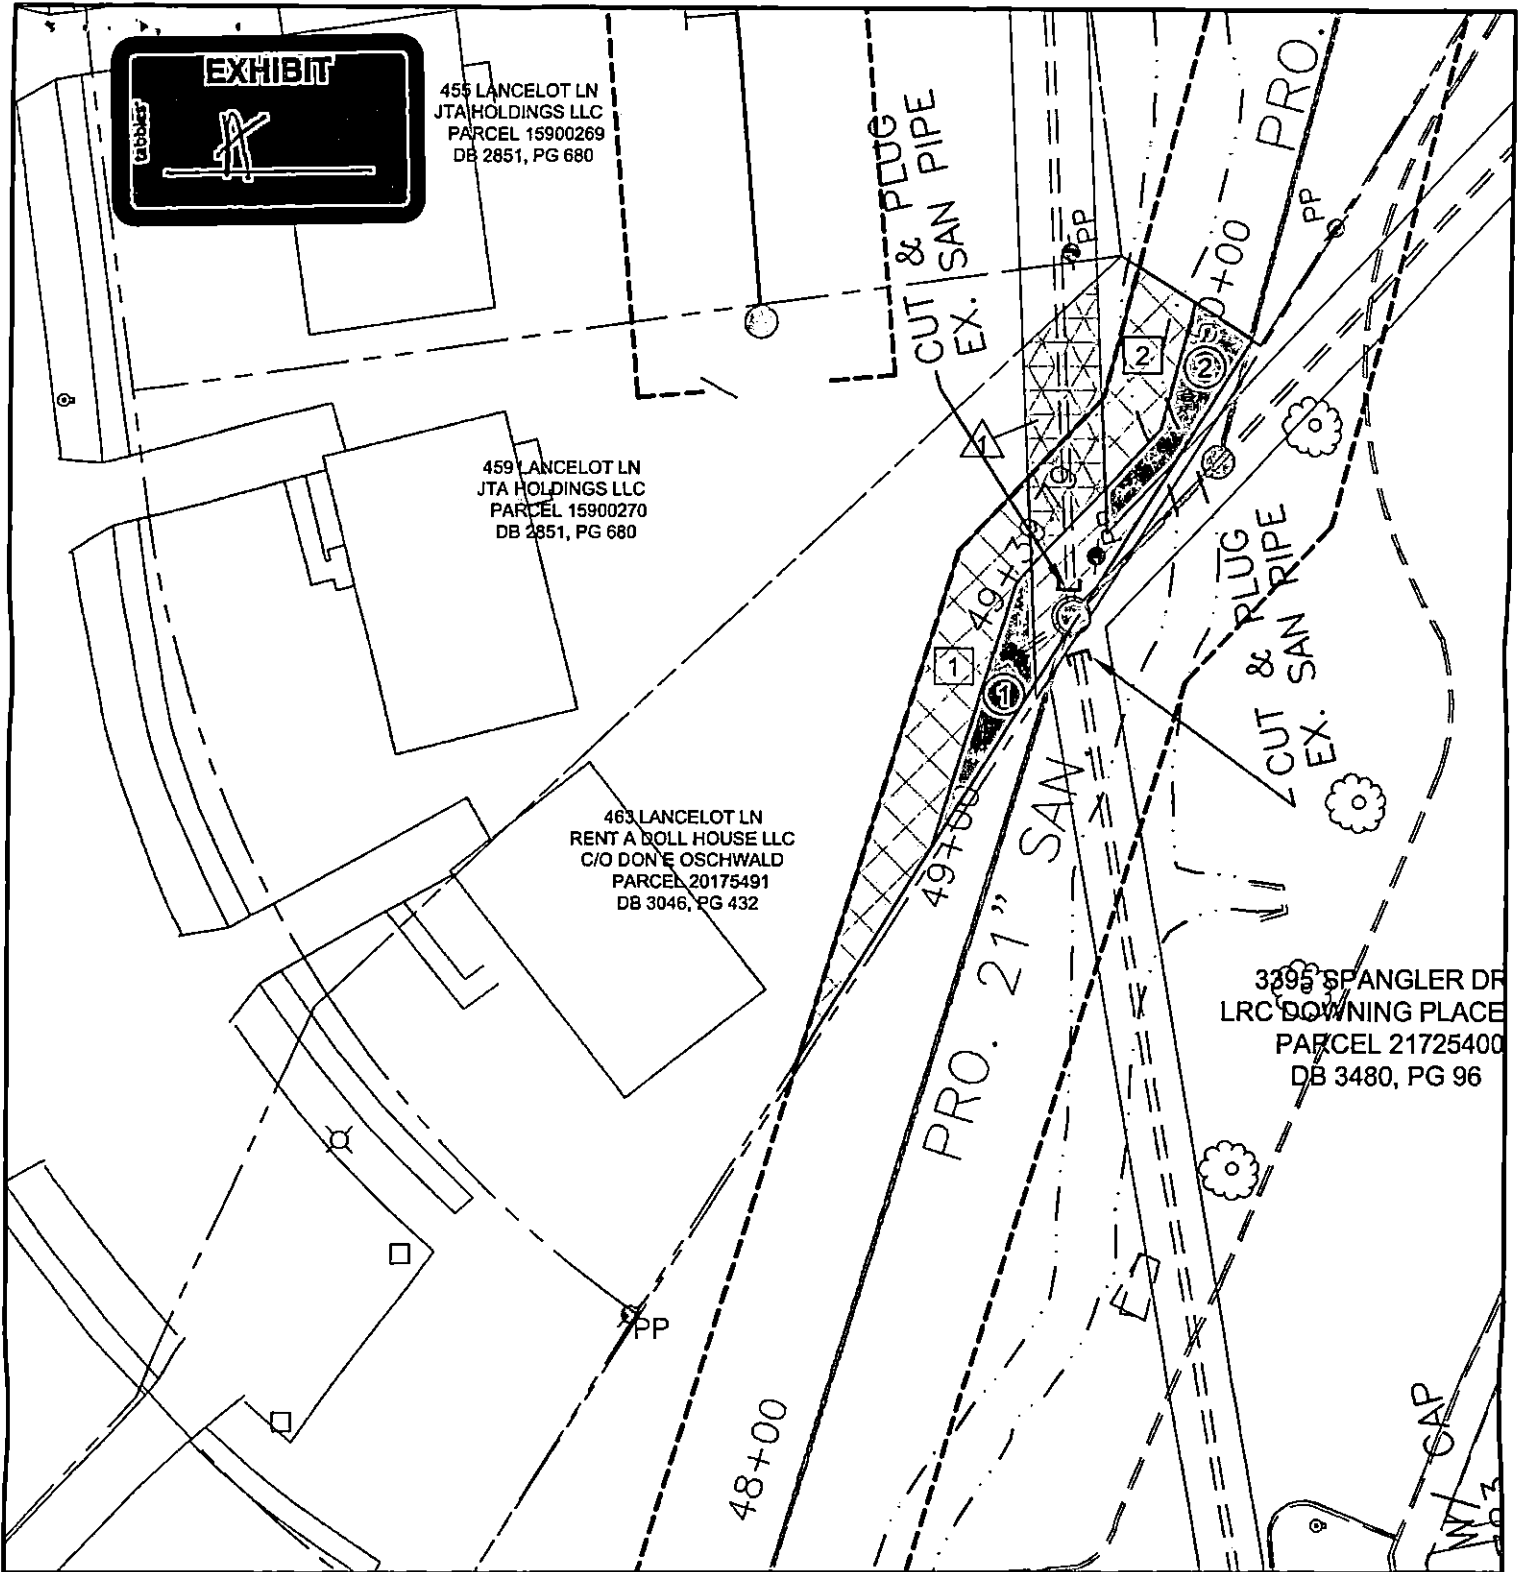 EXHIBIT
A
tabbies
455 LANCELOT LN
JTA HOLDINGS LLC
PARCEL 15900269
DB 2851, PG 680
CUT & PLUG
EX. SAN PIPE
PRO.
PP
PP
50+00
2
2
1
459 LANCELOT LN
JTA HOLDINGS LLC
PARCEL 15900270
DB 2851, PG 680
49+39.79
1
1
CUT & PLUG
EX. SAN PIPE
463 LANCELOT LN
RENT A DOLL HOUSE LLC
C/O DON E OSCHWALD
PARCEL 20175491
DB 3046, PG 432
49+00
PRO. 21" SAN.
3395 SPANGLER DR
LRC DOWNING PLACE
PARCEL 21725400
DB 3480, PG 96
PP
48+00
CAP
W/